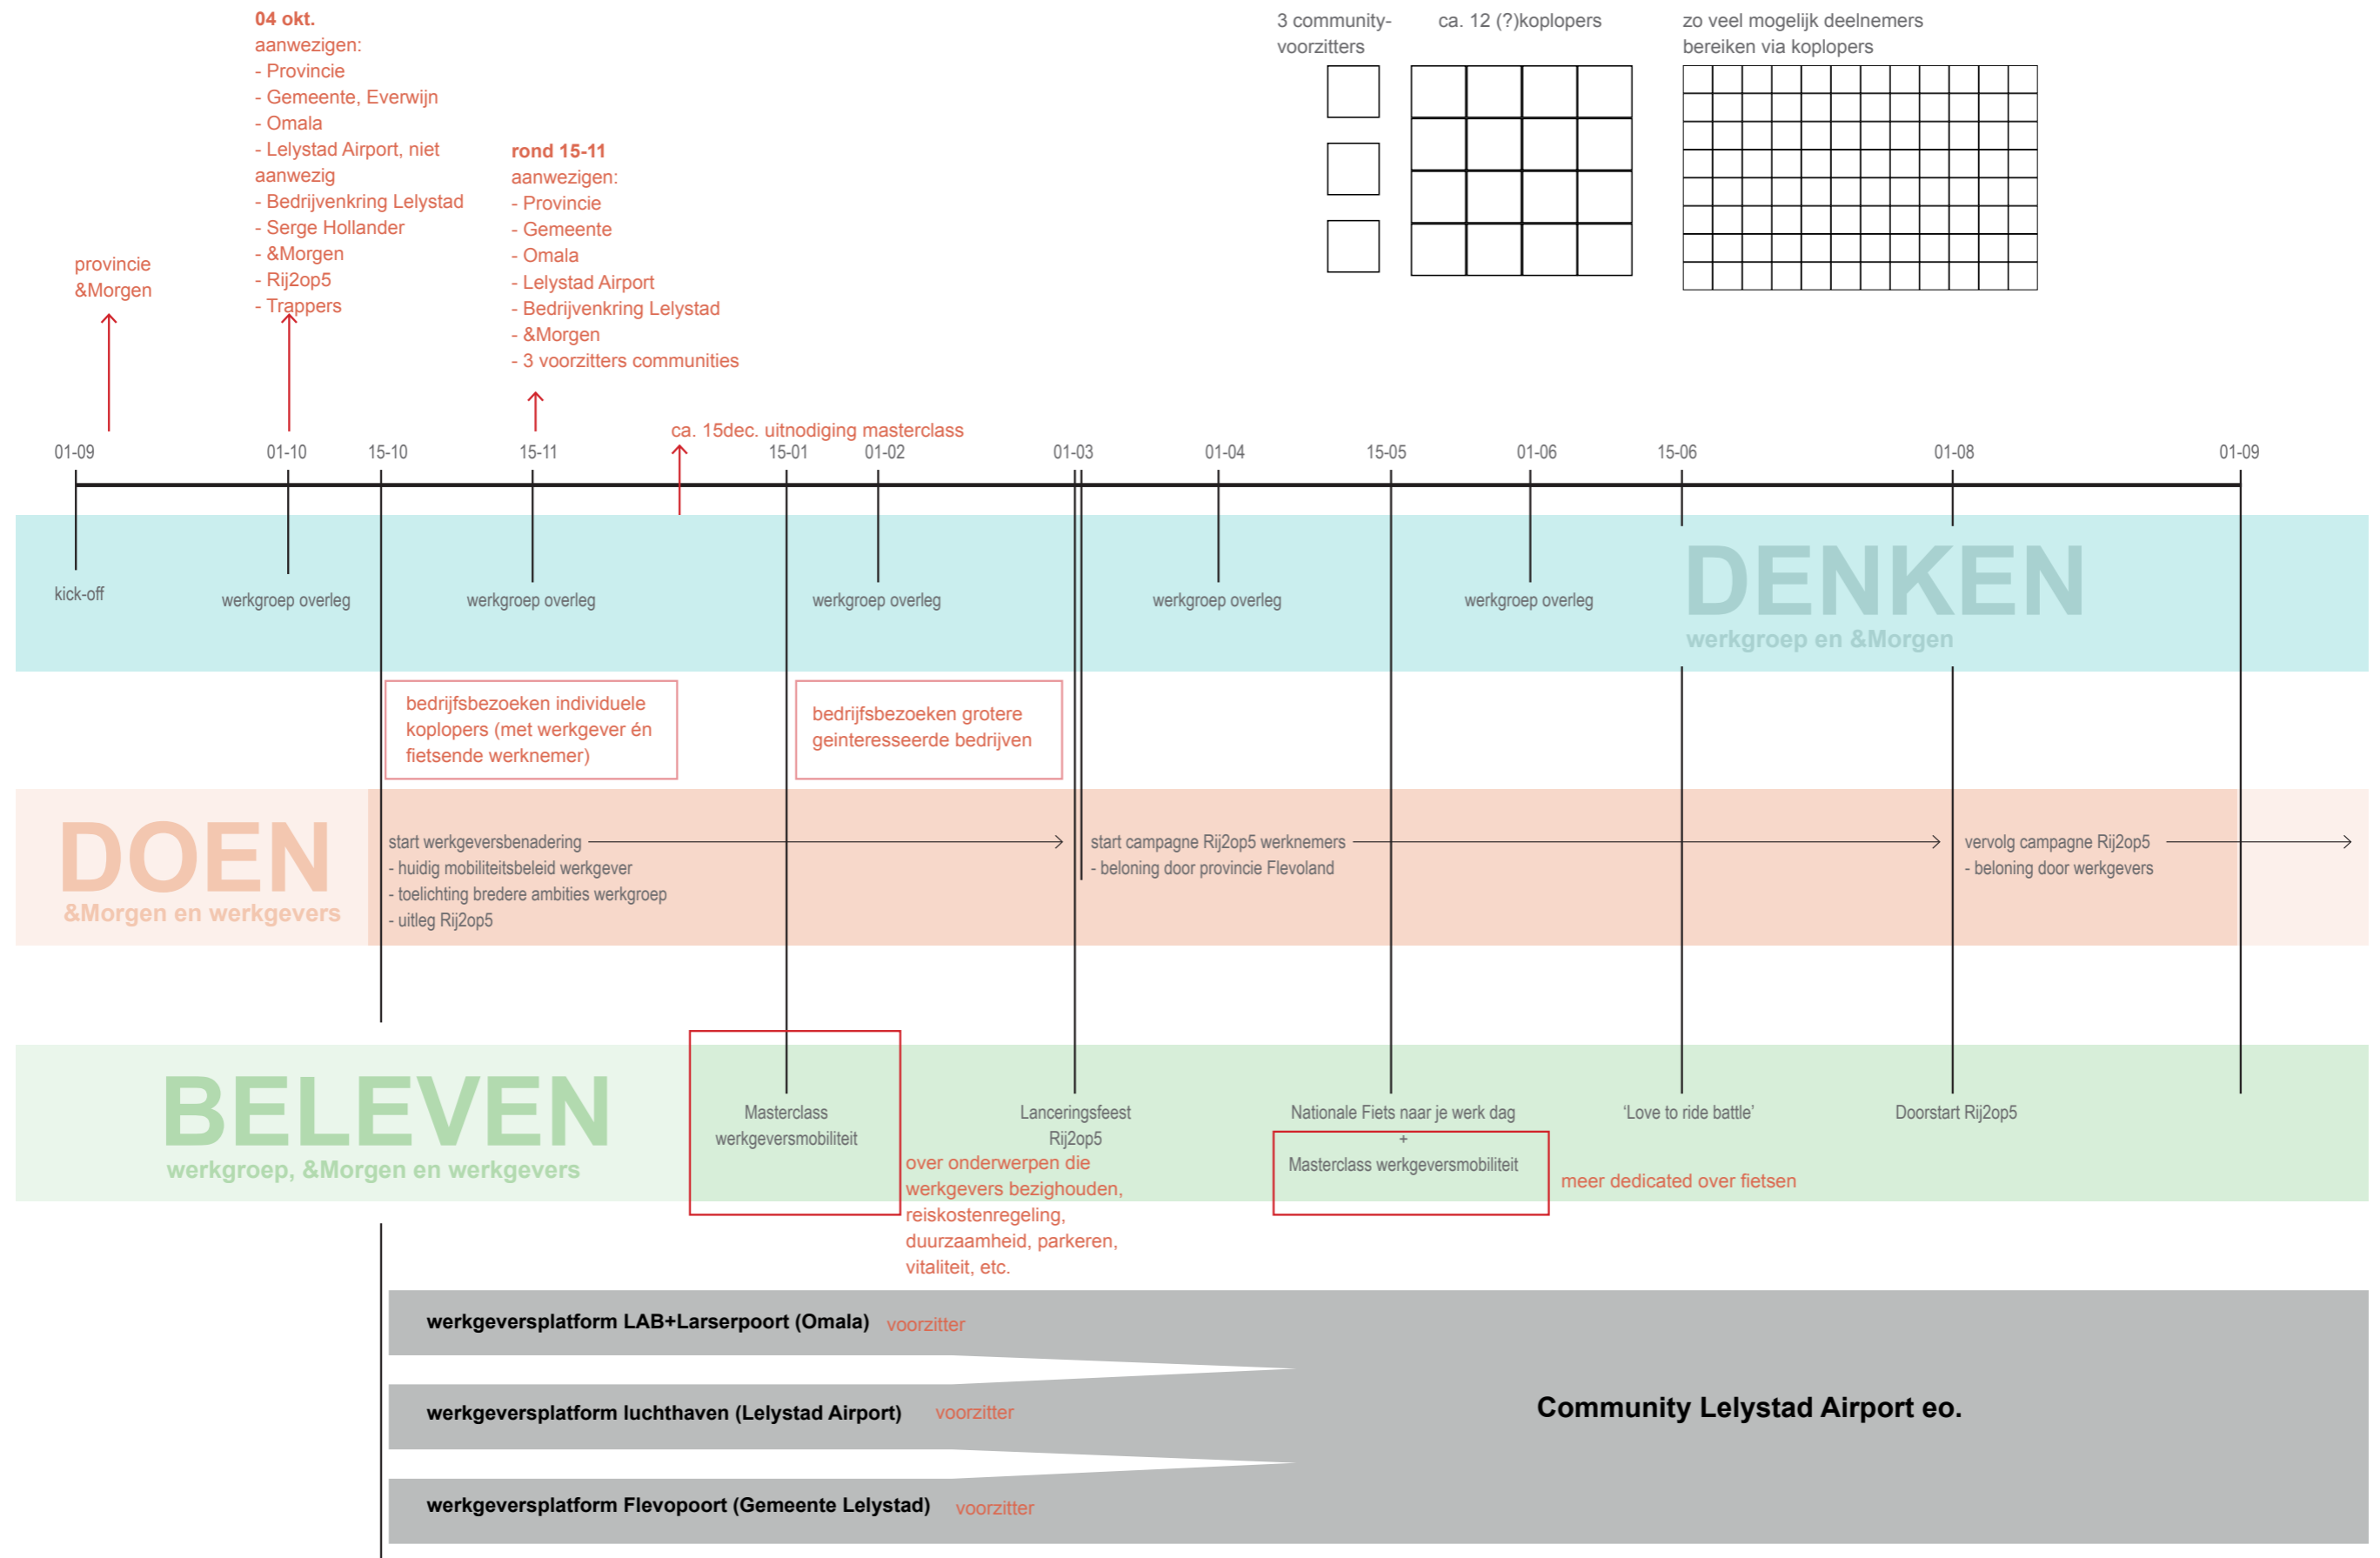 04 okt.
aanwezigen:
- Provincie
- Gemeente, Everwijn
- Omala
- Lelystad Airport, niet
aanwezig
- Bedrijvenkring Lelystad
- Serge Hollander
- &Morgen
- Rij2op5
- Trappers
provincie
&Morgen
rond 15-11
aanwezigen:
- Provincie
- Gemeente
- Omala
- Lelystad Airport
- Bedrijvenkring Lelystad
- &Morgen
- 3 voorzitters communities
3 community-
voorzitters
ca. 12 (?)koplopers
zo veel mogelijk deelnemers
bereiken via koplopers
ca. 15dec. uitnodiging masterclass
01-09
01-10
15-10
15-11
15-01
01-02
01-03
01-04
15-05
01-06
15-06
01-08
01-09
kick-off
werkgroep overleg
werkgroep overleg
werkgroep overleg
werkgroep overleg
werkgroep overleg
DENKEN
werkgroep en &Morgen
bedrijfsbezoeken individuele
koplopers (met werkgever én
fietsende werknemer)
bedrijfsbezoeken grotere
geinteresseerde bedrijven
DOEN
&Morgen en werkgevers
start werkgeversbenadering
- huidig mobiliteitsbeleid werkgever
- toelichting bredere ambities werkgroep
- uitleg Rij2op5
start campagne Rij2op5 werknemers
- beloning door provincie Flevoland
vervolg campagne Rij2op5
- beloning door werkgevers
BELEVEN
werkgroep, &Morgen en werkgevers
Masterclass
werkgeversmobiliteit
Lanceringsfeest
Rij2op5
over onderwerpen die
werkgevers bezighouden,
reiskostenregeling,
duurzaamheid, parkeren,
vitaliteit, etc.
Nationale Fiets naar je werk dag
+
Masterclass werkgeversmobiliteit
meer dedicated over fietsen
'Love to ride battle'
Doorstart Rij2op5
werkgeversplatform LAB+Larserpoort (Omala) voorzitter
werkgeversplatform luchthaven (Lelystad Airport) voorzitter
werkgeversplatform Flevopoort (Gemeente Lelystad) voorzitter
Community Lelystad Airport eo.